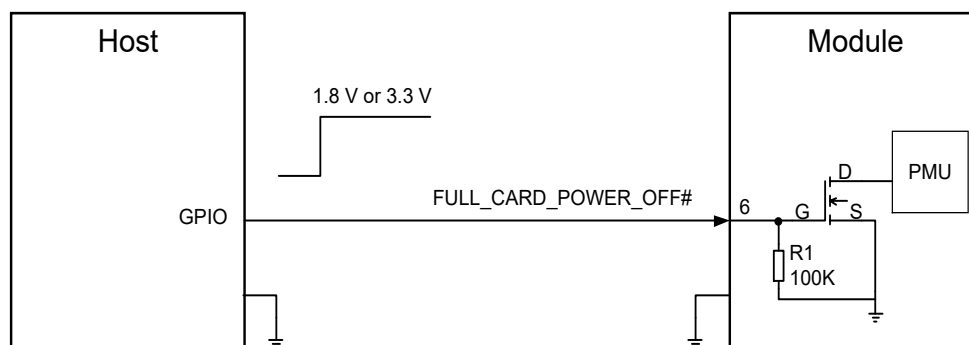 Host
Module
1.8 V or 3.3 V
D
PMU
FULL_CARD_POWER_OFF#
6
GPIO
G
S
R1
100K